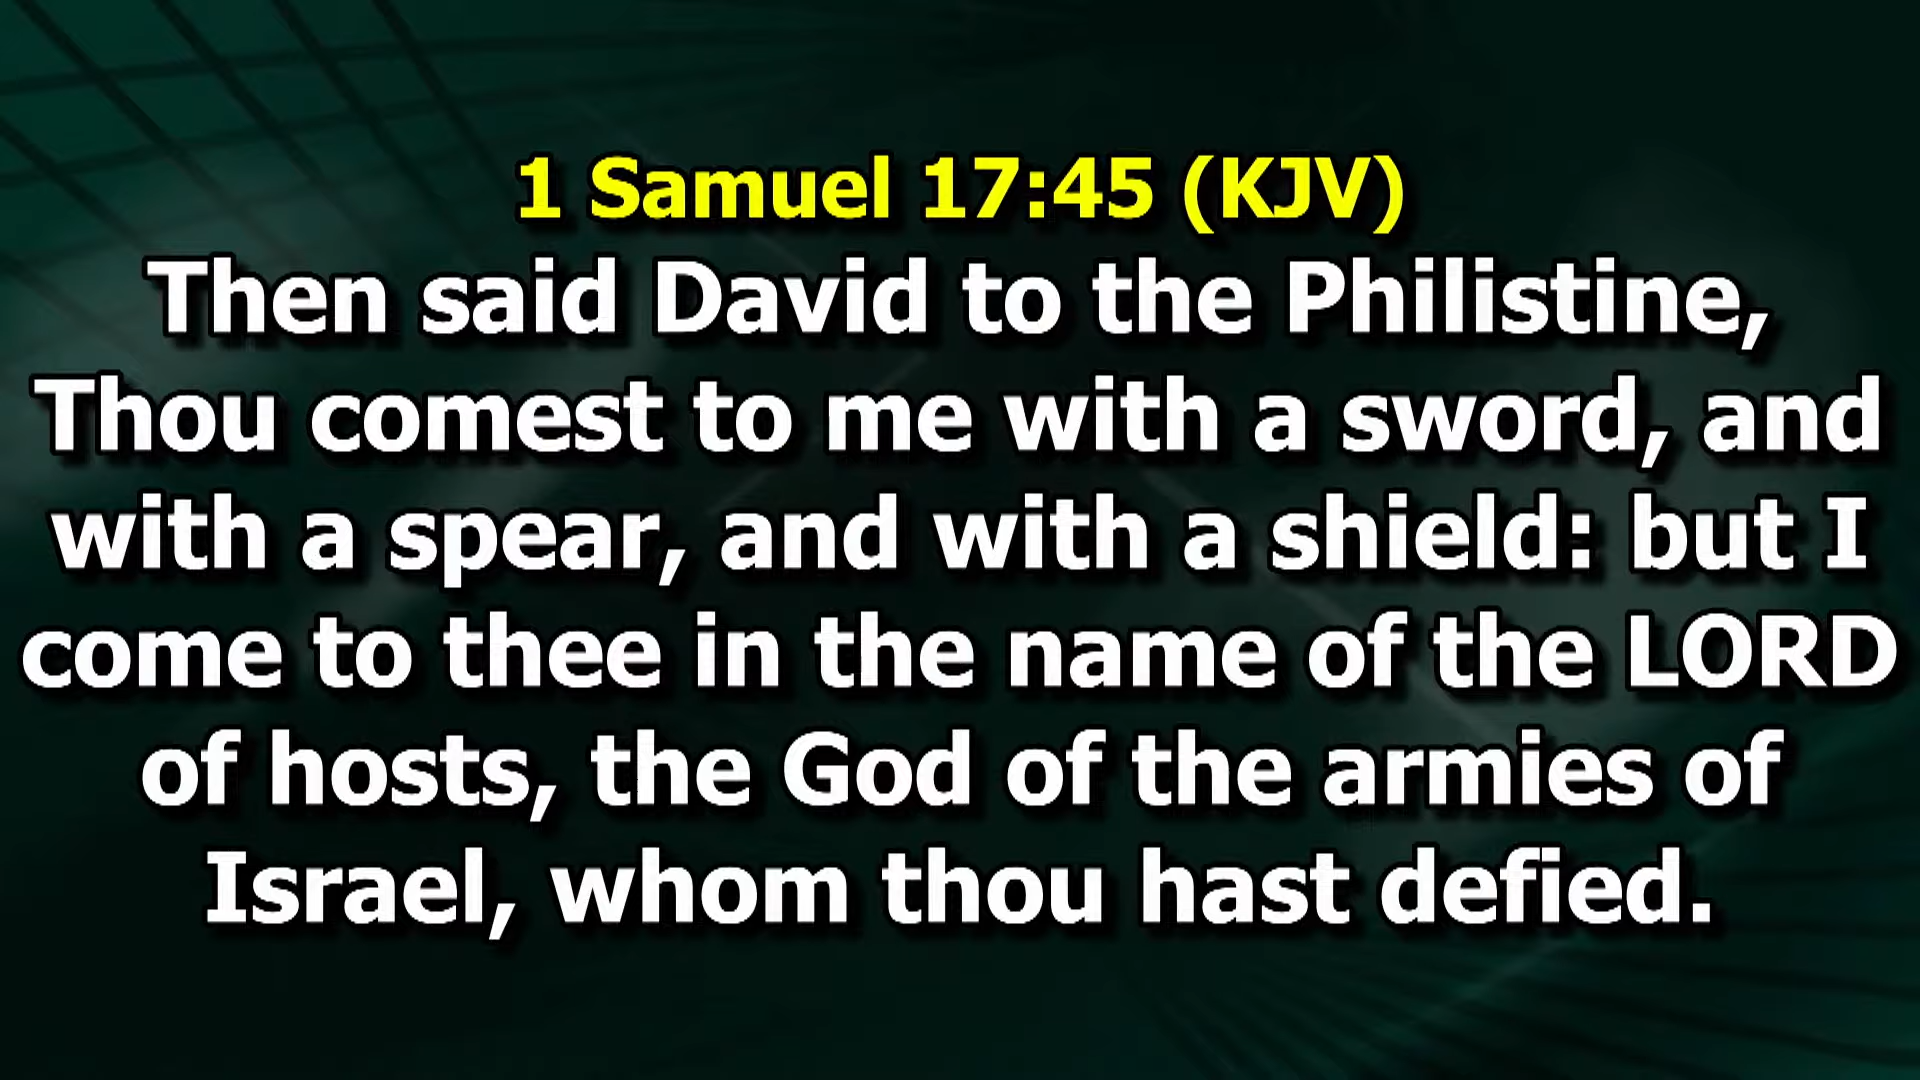 1 Samuel 17:45 (KJV)
Then said David to the Philistine,
Thou comest to me with a sword, and
with a spear, and with a shield: but I
come to thee in the name of the LORD
of hosts, the God of the armies of
Israel, whom thou hast defied.